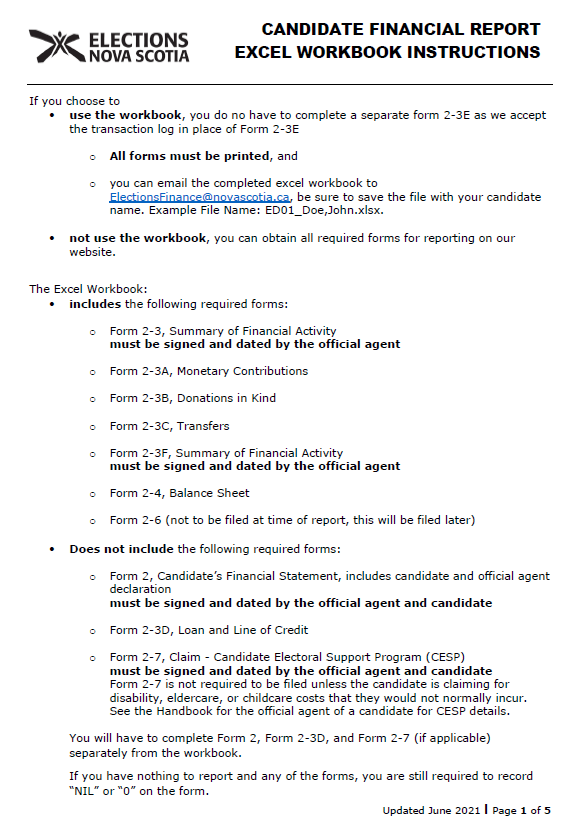 ELECTIONS
NOVA SCOTIA
CANDIDATE FINANCIAL REPORT
EXCEL WORKBOOK INSTRUCTIONS
If you choose to
• use the workbook, you do no have to complete a separate form 2-3E as we accept
the transaction log in place of Form 2-3E
o All forms must be printed, and
o you can email the completed excel workbook to
ElectionsFinance@novascotia.ca, be sure to save the file with your candidate
name. Example File Name: ED01_Doe,John.xlsx.
• not use the workbook, you can obtain all required forms for reporting on our
website.
The Excel Workbook:
• includes the following required forms:
o Form 2-3, Summary of Financial Activity
must be signed and dated by the official agent
o Form 2-3A, Monetary Contributions
o Form 2-3B, Donations in Kind
o Form 2-3C, Transfers
o Form 2-3F, Summary of Financial Activity
must be signed and dated by the official agent
o Form 2-4, Balance Sheet
o Form 2-6 (not to be filed at time of report, this will be filed later)
• Does not include the following required forms:
o Form 2, Candidate’s Financial Statement, includes candidate and official agent
declaration
must be signed and dated by the official agent and candidate
o Form 2-3D, Loan and Line of Credit
o Form 2-7, Claim - Candidate Electoral Support Program (CESP)
must be signed and dated by the official agent and candidate
Form 2-7 is not required to be filed unless the candidate is claiming for
disability, eldercare, or childcare costs that they would not normally incur.
See the Handbook for the official agent of a candidate for CESP details.
You will have to complete Form 2, Form 2-3D, and Form 2-7 (if applicable)
separately from the workbook.
If you have nothing to report and any of the forms, you are still required to record
“NIL” or “0” on the form.
Updated June 2021 | Page 1 of 5